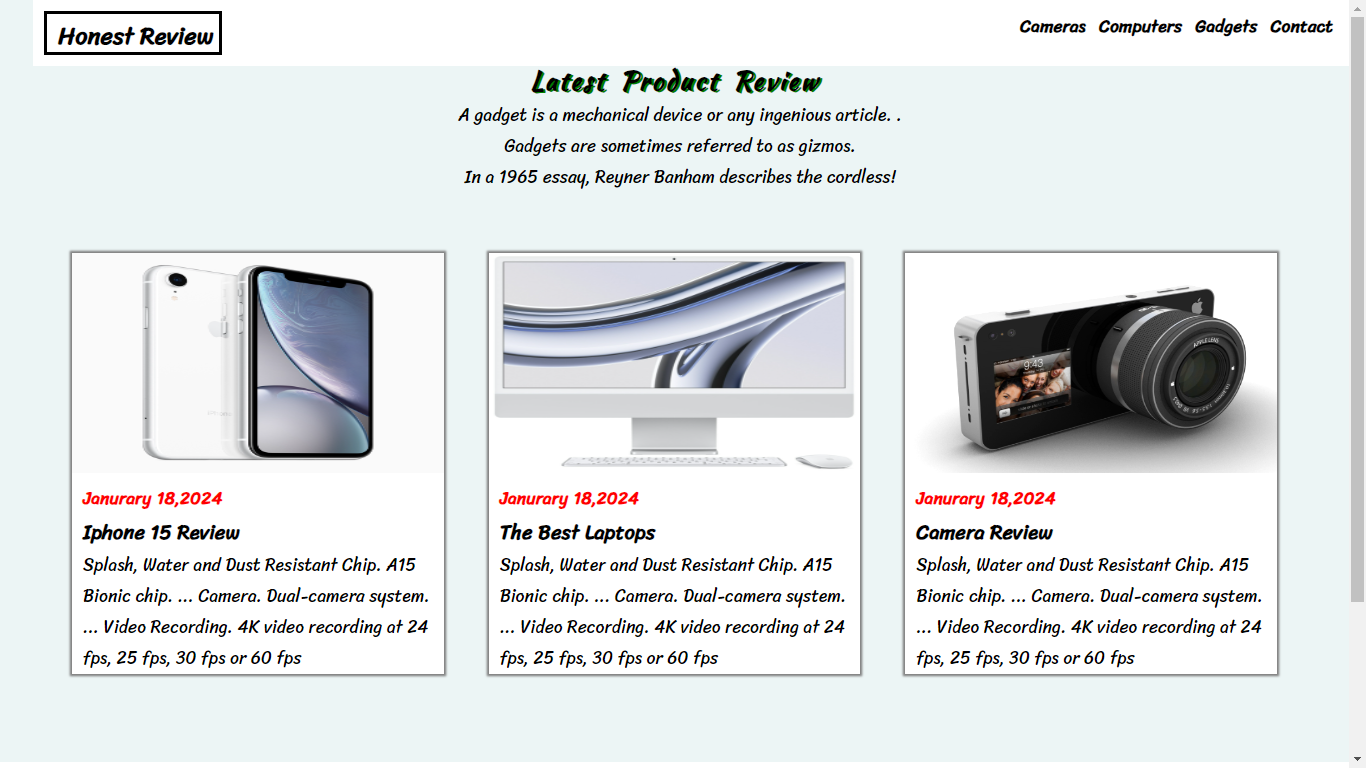 Honest Review
Cameras Computers Gadgets Contact
Latest Product Review
A gadget is a mechanical device or any ingenious article. .
Gadgets are sometimes referred to as gizmos.
In a 1965 essay, Reyner Banham describes the cordless!
9:43
APPLE LENS
Janurary 18,2024
Iphone 15 Review
Splash, Water and Dust Resistant Chip. A15
Bionic chip. ... Camera. Dual-camera system.
... Video Recording. 4K video recording at 24
fps, 25 fps, 30 fps or 60 fps
Janurary 18,2024
The Best Laptops
Splash, Water and Dust Resistant Chip. A15
Bionic chip. ... Camera. Dual-camera system.
... Video Recording. 4K video recording at 24
fps, 25 fps, 30 fps or 60 fps
Janurary 18,2024
Camera Review
Splash, Water and Dust Resistant Chip. A15
Bionic chip. ... Camera. Dual-camera system.
... Video Recording. 4K video recording at 24
fps, 25 fps, 30 fps or 60 fps